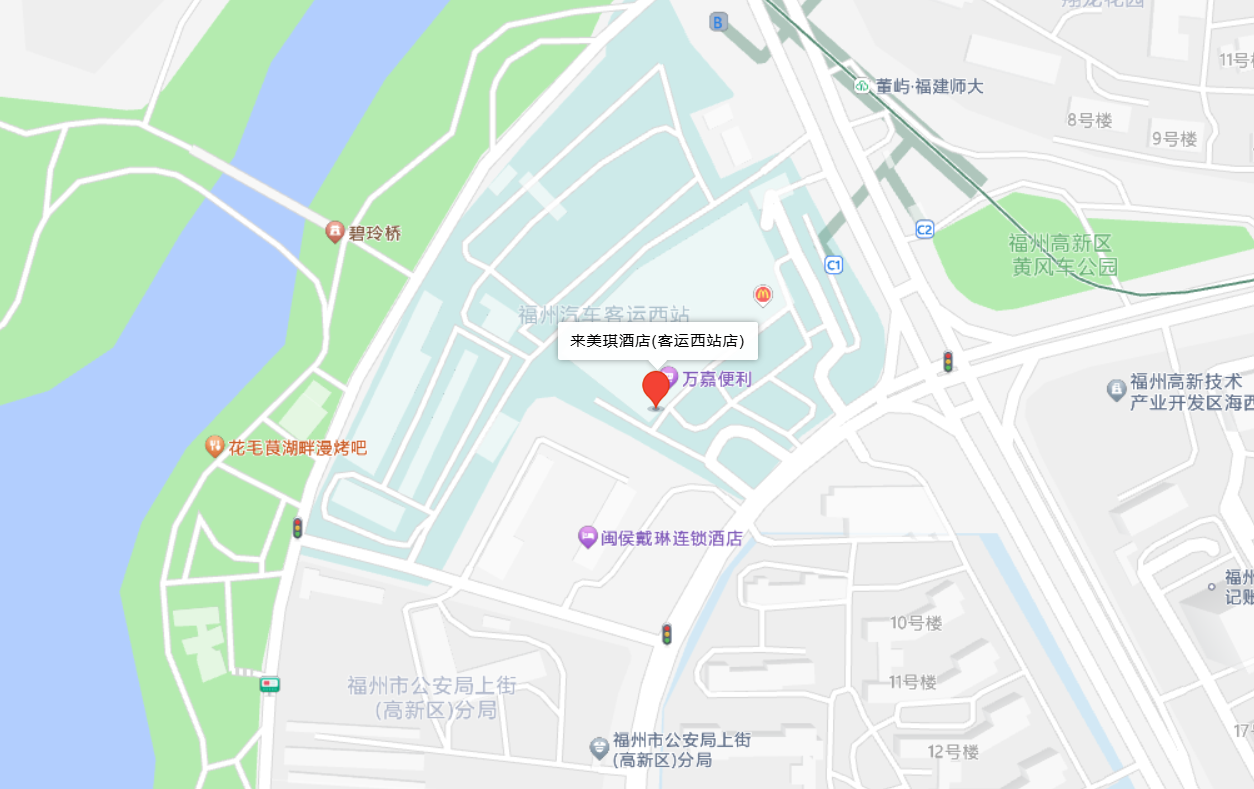 翔龙花园
B
11号楼
董屿·福建师大
8号楼
9号楼
碧玲桥
C2
福州高新区
黄风车公园
C1
福州汽车客运西站
来美琪酒店(客运西站店)
万嘉便利
福州高新技术
产业开发区海西
花毛茛湖畔漫烤吧
闽侯戴琳连锁酒店
福州
记账
10号楼
11号楼
福州市公安局上街
(高新区)分局
17
福州市公安局上街
(高新区)分局
12号楼